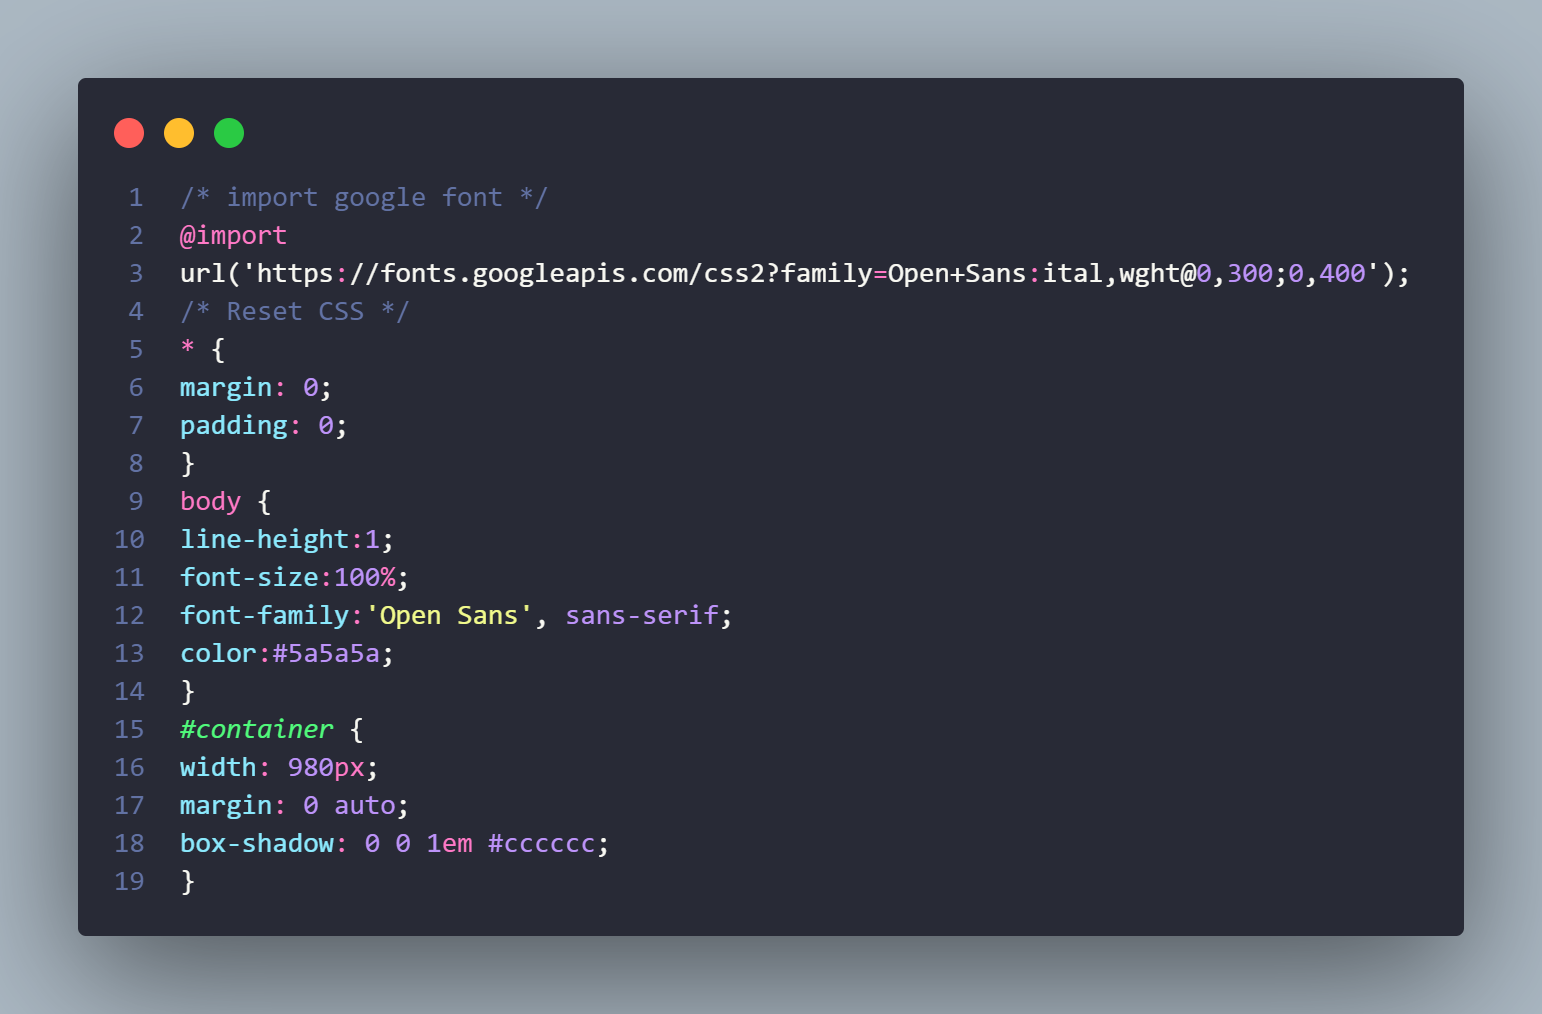 1 /* import google font */
2 @import
3 url('https://fonts.googleapis.com/css2?family=Open+Sans:ital,wght@0,300;0,400');
4 /* Reset CSS */
5 * {
6 margin: 0;
7 padding: 0;
8 }
9 body {
10 line-height:1;
11 font-size:100%;
12 font-family:'Open Sans', sans-serif;
13 color:#5a5a5a;
14 }
15 #container {
16 width: 980px;
17 margin: 0 auto;
18 box-shadow: 0 0 1em #cccccc;
19 }